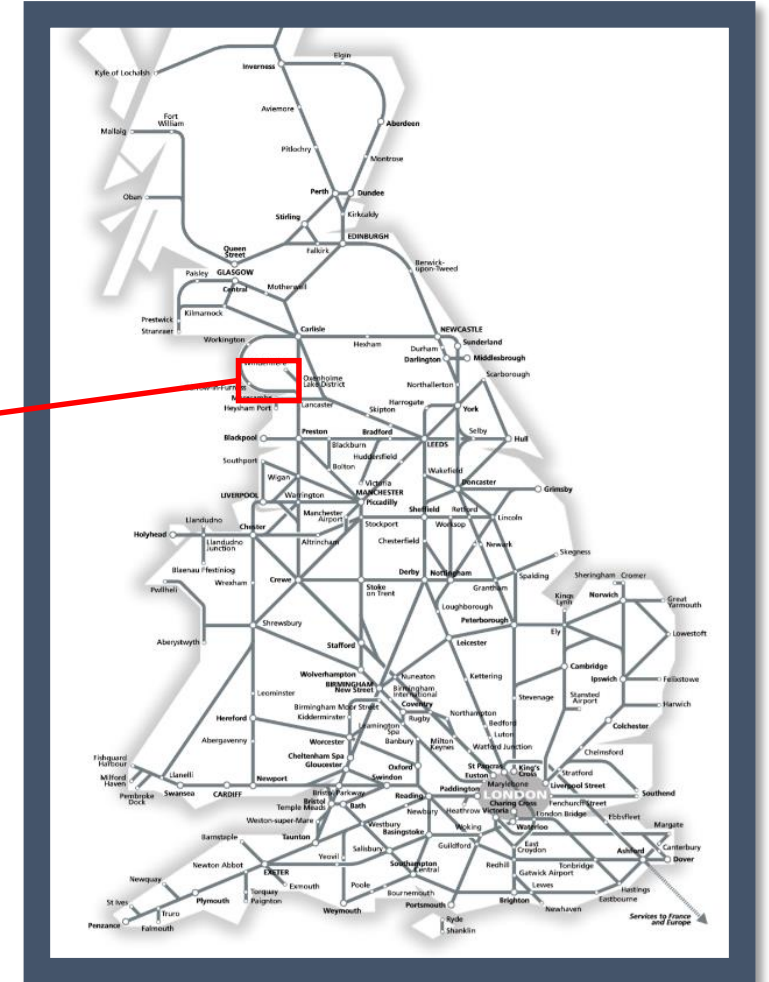 Elgin
Inverness
Kyle of Lochalsh
Aviemore
Fort
William
Aberdeen
Mallaig
Pitlochry
Montrose
Perth
Dundee
Oban
Kirkcaldy
Stirling
EDINBURGH
Queen
Street
Falkirk
Berwick-
upon-Tweed
Paisley
GLASGOW
Central
Motherwell
Kilmarnock
Prestwick
Stranraer
Carlisle
NEWCASTLE
Workington
Hexham
Sunderland
Durham
Darlington
Middlesbrough
Windermere
Scarborough
Oxenholme
Lake District
Northallerton
Harrogate
York
Heysham Port
Lancaster
Skipton
Selby
Blackpool
Preston
Bradford
LEEDS
Hull
Blackburn
Huddersfield
Southport
Bolton
Wakefield
Wigan
Victoria
Doncaster
MANCHESTER
Piccadilly
Grimsby
LIVERPOOL
Warrington
Sheffield
Retford
Manchester
Airport
Stockport
Worksop
Lincoln
Llandudno
Chester
Holyhead
Llandudno
Junction
Altrincham
Chesterfield
Newark
Skegness
Blaenau Ffestiniog
Wrexham
Crewe
Stoke
on Trent
Derby
Nottingham
Spalding
Sheringham
Cromer
Grantham
Pwllheli
Kings
Lynn
Norwich
Great
Yarmouth
Loughborough
Shrewsbury
Peterborough
Ely
Aberystwyth
Stafford
Leicester
Lowestoft
Wolverhampton
Nuneaton
Kettering
Cambridge
BIRMINGHAM
New Street
Birmingham
International
Ipswich
Felixstowe
Leominster
Coventry
Stevenage
Stansted
Airport
Birmingham Moor Street
Harwich
Kidderminster
Rugby
Northampton
Hereford
Leamington
Spa
Bedford
Colchester
Luton
Abergavenny
Worcester
Banbury
Milton
Keynes
Watford Junction
Chelmsford
Cheltenham Spa
Gloucester
Fishguard
Harbour
Oxford
St Pancras
King's
Cross
Euston
Stratford
Llanelli
Milford
Haven
Swindon
Marylebone
Liverpool Street
Pembroke
Dock
Swansea
CARDIFF
Newport
Bristol Parkway
Reading
Paddington
LONDON
Southend
Bristol
Temple Meads
Bath
Newbury
Heathrow
Victoria
Charing Cross
Fenchurch Street
London Bridge
Ebbsfleet
Weston-super-Mare
Westbury
Basingstoke
Woking
Waterloo
Margate
Barnstaple
Taunton
Salisbury
Guildford
East
Croydon
Canterbury
Yeovil
Ashford
Dover
Newton Abbot
EXETER
Southampton
Central
Redhill
Tonbridge
Gatwick Airport
Newquay
Exmouth
Poole
Lewes
Hastings
Torquay
Paignton
Bournemouth
Eastbourne
St Ives
Plymouth
Weymouth
Portsmouth
Brighton
Newhaven
Truro
Ryde
Services to France
and Europe
Penzance
Falmouth
Shanklin